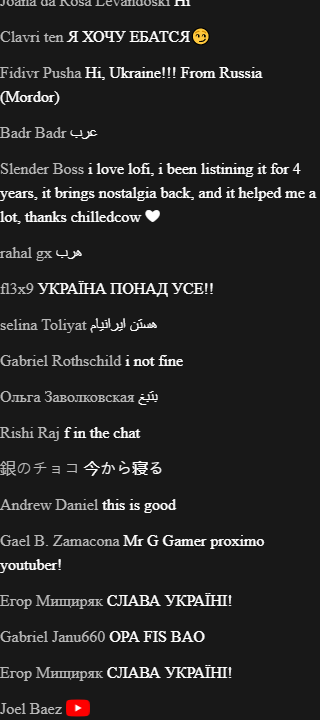 Joana da Rosa Levandoski Hi
Clavri ten Я ХОЧУ ЕБАТСЯ😏
Fidivr Pusha Hi, Ukraine!!! From Russia
(Mordor)
Badr Badr عرب
Slender Boss i love lofi, i been listining it for 4
years, it brings nostalgia back, and it helped me a
lot, thanks chilledcow 🤍
rahal gx هرب
fl3x9 УКРАЇНА ПОНАД УСЕ!!
selina Toliyat هستن ایرانیام
Gabriel Rothschild i not fine
Ольга Заволковская
Rishi Raj f in the chat
銀のチョコ 今から寝る
Andrew Daniel this is good
Gael B. Zamacona Mr G Gamer proximo
youtuber!
Егор Мищиряк СЛАВА УКРАЇНІ!
Gabriel Janu660 OPA FIS BAO
Егор Мищиряк СЛАВА УКРАЇНІ!
Joel Baez